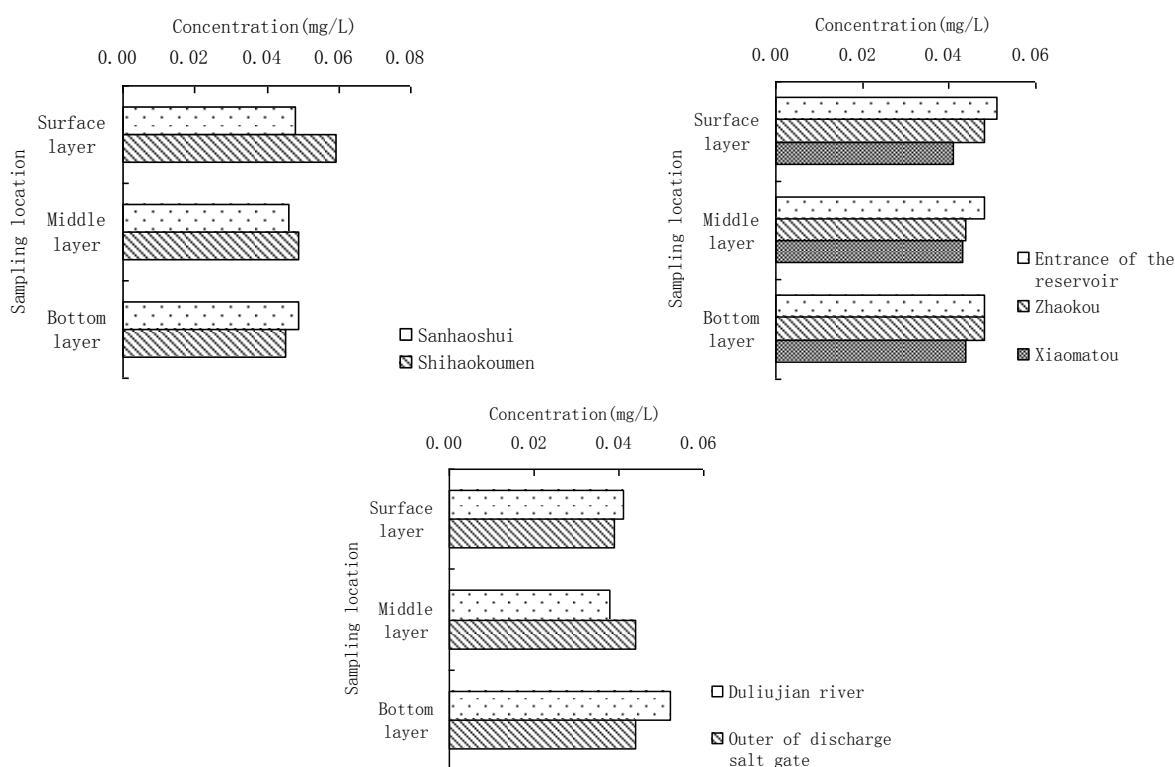 Concentration(mg/L)
0.00 0.02 0.04 0.06 0.08
Sampling location
Surface
layer
Middle
layer
Bottom
layer
Sanhaoshui
Shihaokoumen
Concentration(mg/L)
0.00 0.02 0.04 0.06
Sampling location
Surface
layer
Middle
layer
Bottom
layer
Entrance of the
reservoir
Zhaokou
Xiaomatou
Concentration(mg/L)
0.00 0.02 0.04 0.06
Sampling location
Surface
layer
Middle
layer
Bottom
layer
Duliujian river
Outer of discharge
salt gate